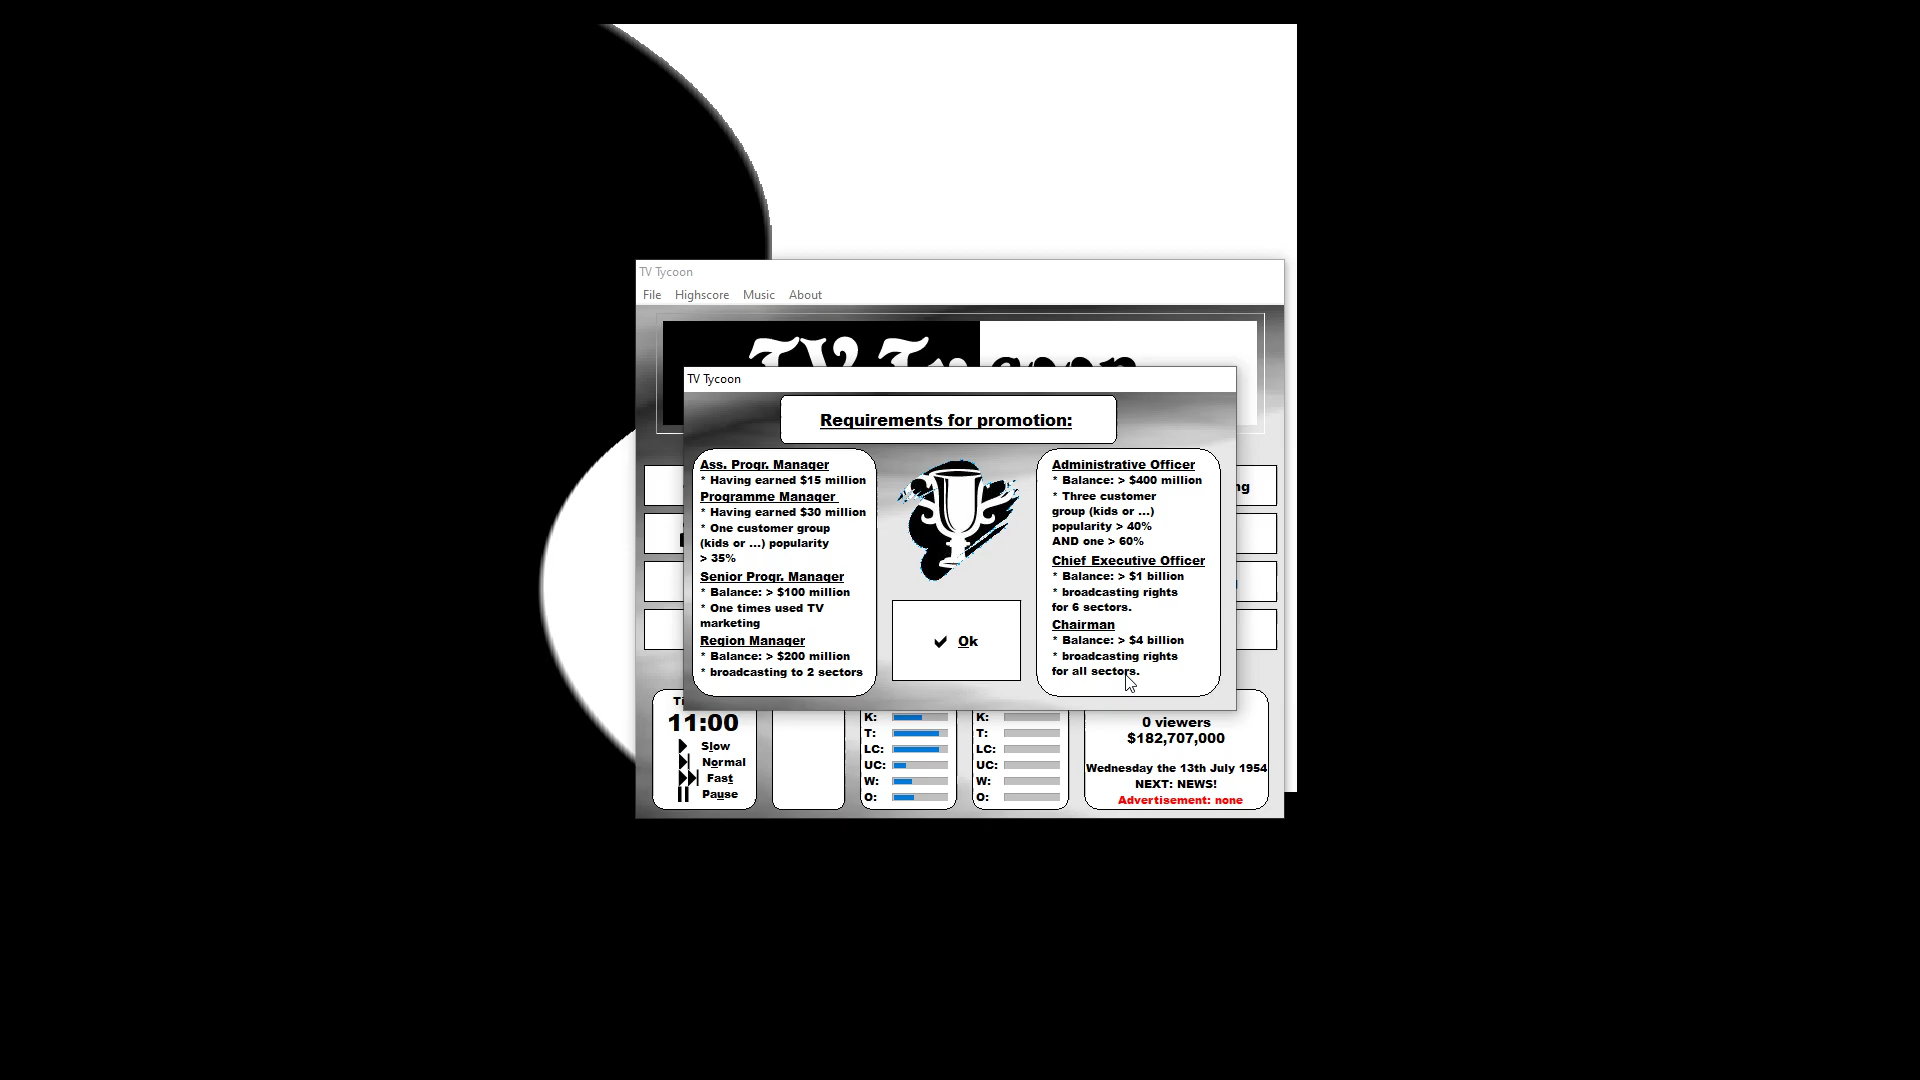 TV Tycoon
File Highscore Music About
TV Tycoon
Requirements for promotion:
Ass. Progr. Manager
* Having earned $15 million
Programme Manager
* Having earned $30 million
* One customer group
(kids or ...) popularity
> 35%
Senior Progr. Manager
* Balance: > $100 million
* One times used TV
marketing
Region Manager
* Balance: > $200 million
* broadcasting to 2 sectors
Ok
Administrative Officer
* Balance: > $400 million
* Three customer
group (kids or ...)
popularity > 40%
AND one > 60%
Chief Executive Officer
* Balance: > $1 billion
* broadcasting rights
for 6 sectors.
Chairman
* Balance: > $4 billion
* broadcasting rights
for all sectors.
11:00
Slow
Normal
Fast
Pause
K:
T:
LC:
UC:
W:
O:
K:
T:
LC:
UC:
W:
O:
0 viewers
$182,707,000
Wednesday the 13th July 1954
NEXT: NEWS!
Advertisement: none